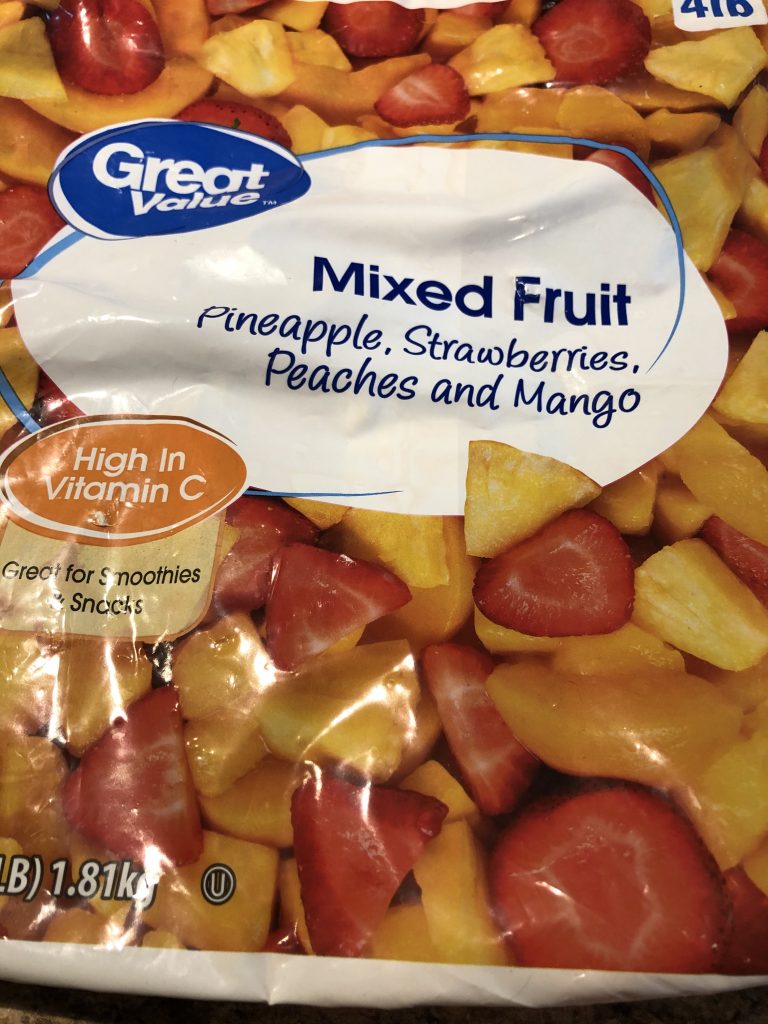 4lb
Great
Value™
Mixed Fruit
Pineapple, Strawberries,
Peaches and Mango
High In
Vitamin C
Great for Smoothies
& Snacks
LB) 1.81kg
U